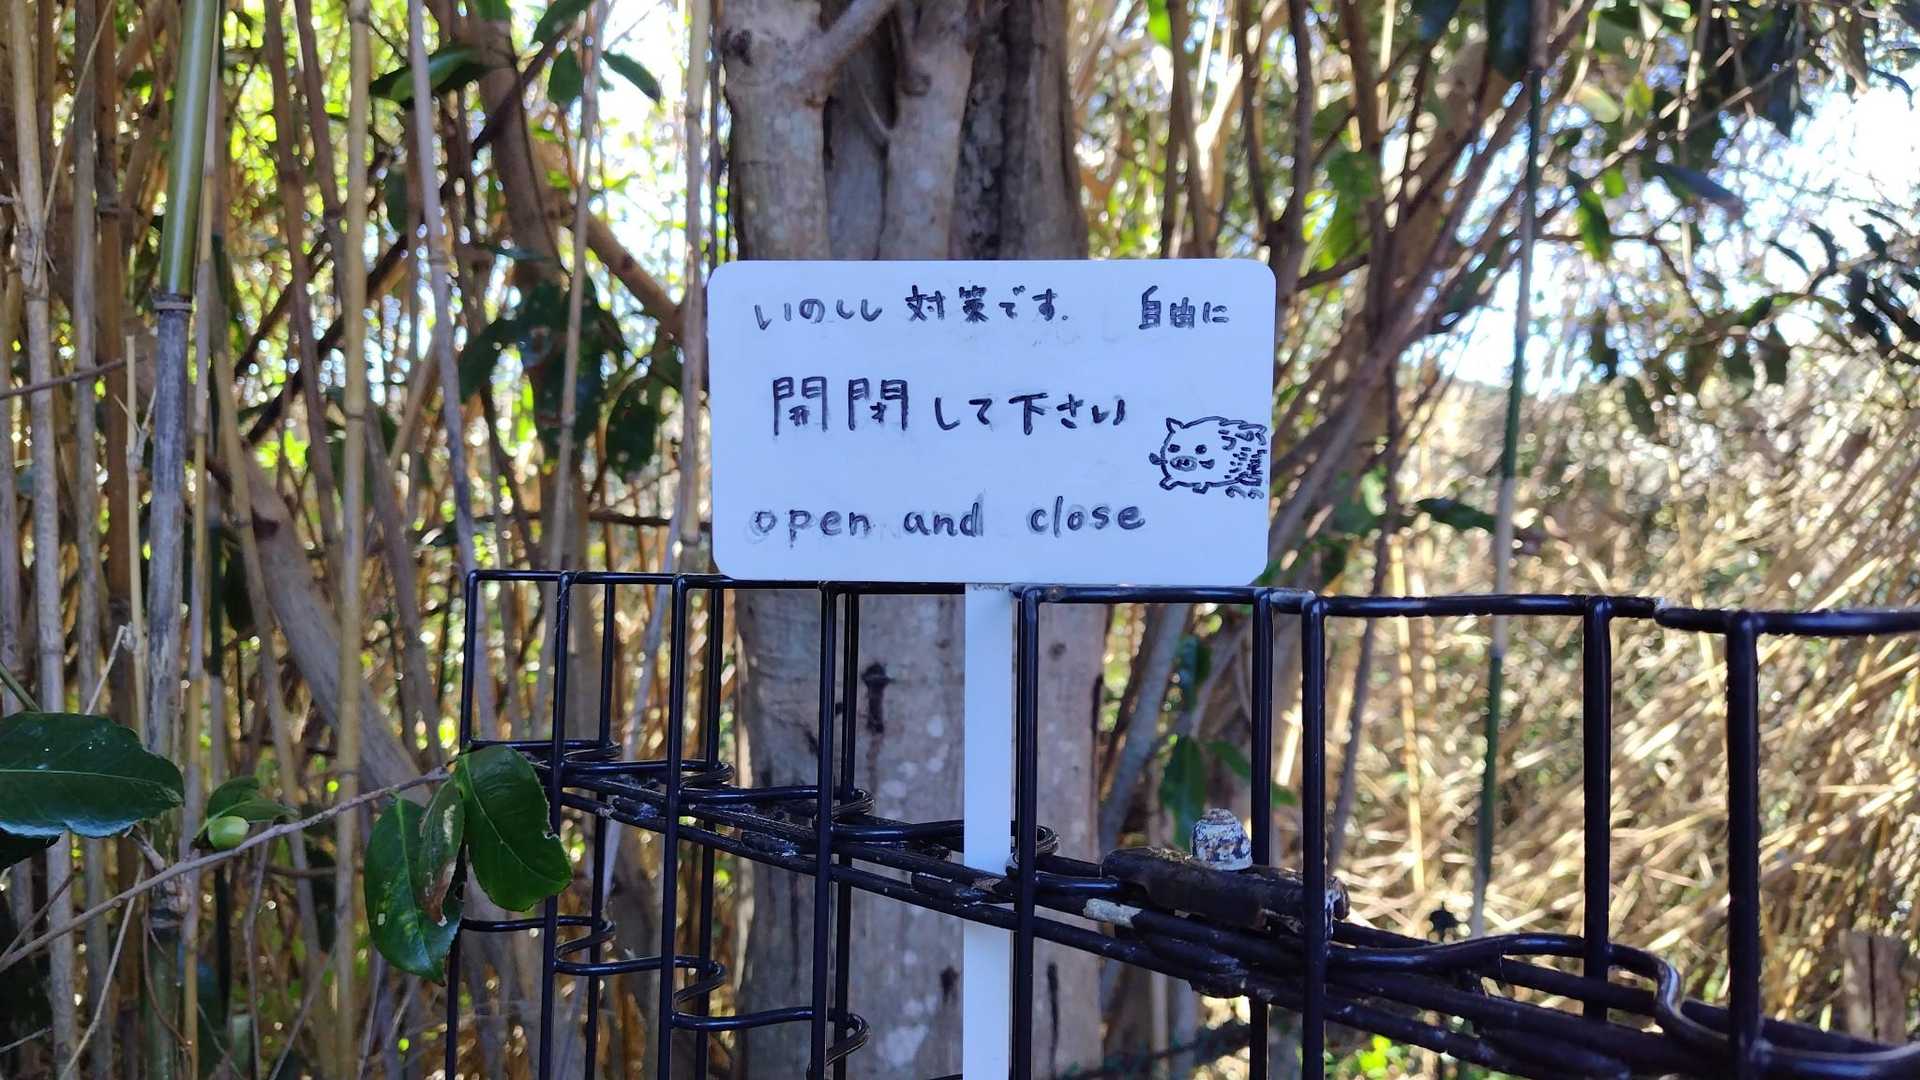 いのしし 対策です. 自由に
開閉して下さい
open and close